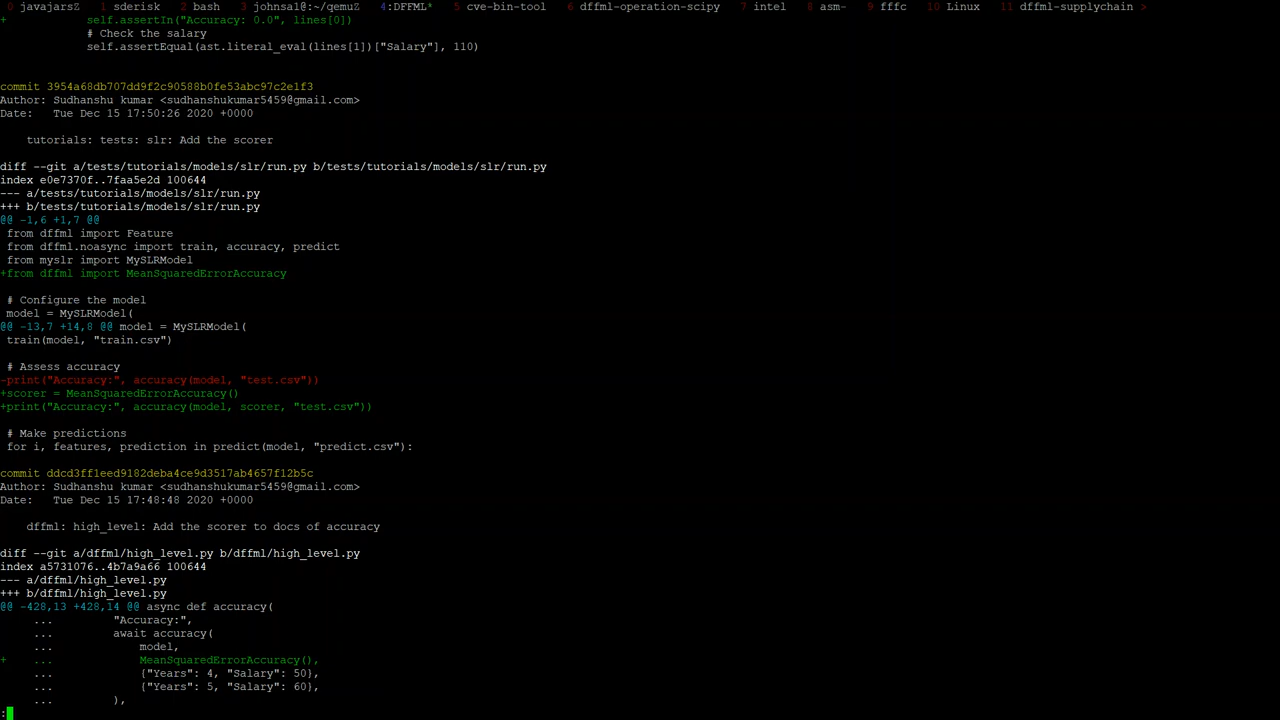 0 javajarsZ  1 sderisk  2 bash  3 johnsal@:~/qemuZ  4:DFFML*  5 cve-bin-tool  6 dffml-operation-scipy  7 intel  8 asm-  9 fffc  10 Linux  11 dffml-supplychain >
+            self.assertIn("Accuracy: 0.0", lines[0])
             # Check the salary
             self.assertEqual(ast.literal_eval(lines[1])["Salary"], 110)
commit 3954a68db707dd9f2c90588b0fe53abc97c2e1f3
Author: Sudhanshu kumar <sudhanshukumar5459@gmail.com>
Date:   Tue Dec 15 17:50:26 2020 +0000
    tutorials: tests: slr: Add the scorer
diff --git a/tests/tutorials/models/slr/run.py b/tests/tutorials/models/slr/run.py
index e0e7370f..7faa5e2d 100644
--- a/tests/tutorials/models/slr/run.py
+++ b/tests/tutorials/models/slr/run.py
@@ -1,6 +1,7 @@
 from dffml import Feature
 from dffml.noasync import train, accuracy, predict
 from myslr import MySLRModel
+from dffml import MeanSquaredErrorAccuracy
 # Configure the model
 model = MySLRModel(
@@ -13,7 +14,8 @@ model = MySLRModel(
 train(model, "train.csv")
 # Assess accuracy
-print("Accuracy:", accuracy(model, "test.csv"))
+scorer = MeanSquaredErrorAccuracy()
+print("Accuracy:", accuracy(model, scorer, "test.csv"))
 # Make predictions
 for i, features, prediction in predict(model, "predict.csv"):
commit ddcd3ff1eed9182deba4ce9d3517ab4657f12b5c
Author: Sudhanshu kumar <sudhanshukumar5459@gmail.com>
Date:   Tue Dec 15 17:48:48 2020 +0000
    dffml: high_level: Add the scorer to docs of accuracy
diff --git a/dffml/high_level.py b/dffml/high_level.py
index a5731076..4b7a9a66 100644
--- a/dffml/high_level.py
+++ b/dffml/high_level.py
@@ -428,13 +428,14 @@ async def accuracy(
     ...         "Accuracy:",
     ...         await accuracy(
     ...             model,
+    ...             MeanSquaredErrorAccuracy(),
     ...             {"Years": 4, "Salary": 50},
     ...             {"Years": 5, "Salary": 60},
     ...         ),
: